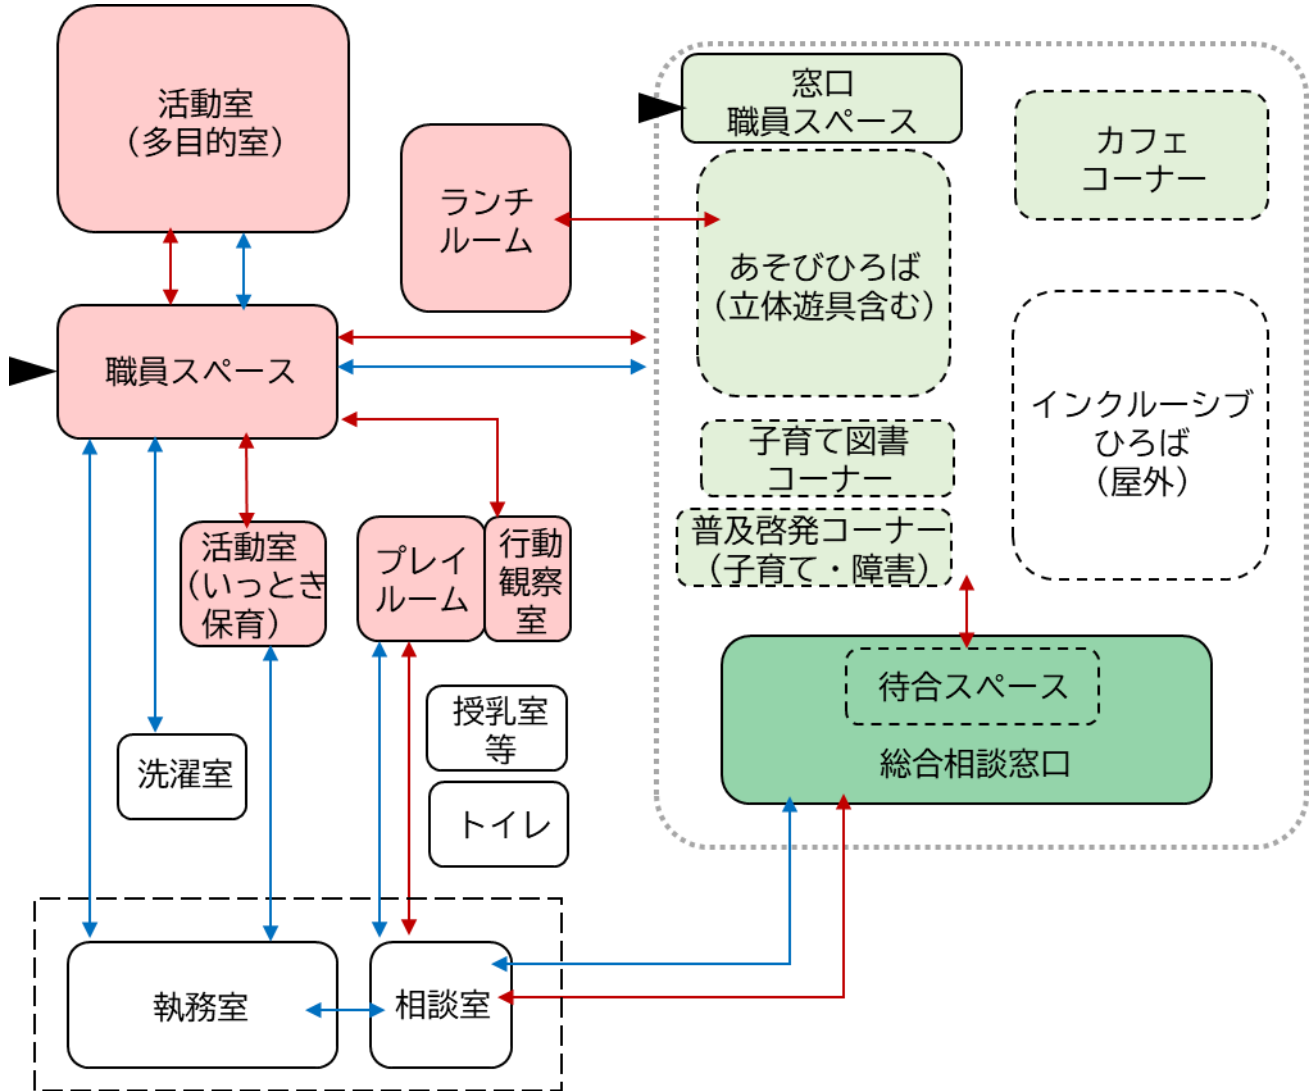 活動室
（多目的室）
ランチ
ルーム
職員スペース
活動室
（いっとき
保育）
プレイ
ルーム
行動
観察
室
授乳室
等
トイレ
洗濯室
執務室
相談室
窓口
職員スペース
カフェ
コーナー
あそびひろば
（立体遊具含む）
インクルーシブ
ひろば
（屋外）
子育て図書
コーナー
普及啓発コーナー
（子育て・障害）
待合スペース
総合相談窓口